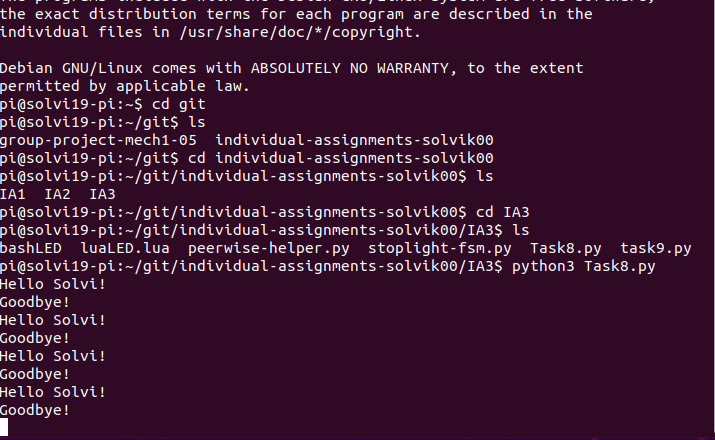 the exact distribution terms for each program are described in the
individual files in /usr/share/doc/*/copyright.
Debian GNU/Linux comes with ABSOLUTELY NO WARRANTY, to the extent
permitted by applicable law.
pi@solvi19-pi:~$ cd git
pi@solvi19-pi:~/git$ ls
group-project-mech1-05  individual-assignments-solvik00
pi@solvi19-pi:~/git$ cd individual-assignments-solvik00
pi@solvi19-pi:~/git/individual-assignments-solvik00$ ls
IA1  IA2  IA3
pi@solvi19-pi:~/git/individual-assignments-solvik00$ cd IA3
pi@solvi19-pi:~/git/individual-assignments-solvik00/IA3$ ls
bashLED  luaLED.lua  peerwise-helper.py  stoplight-fsm.py  Task8.py  task9.py
pi@solvi19-pi:~/git/individual-assignments-solvik00/IA3$ python3 Task8.py
Hello Solvi!
Goodbye!
Hello Solvi!
Goodbye!
Hello Solvi!
Goodbye!
Hello Solvi!
Goodbye!